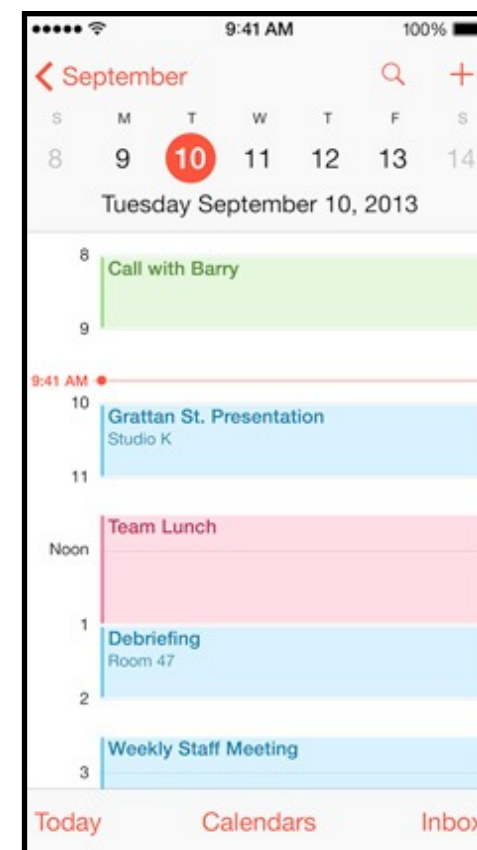 9:41 AM 100%
September
S M T W T F S
8 9 10 11 12 13 14
Tuesday September 10, 2013
8
Call with Barry
9
9:41 AM
10
Grattan St. Presentation
Studio K
11
Team Lunch
Noon
1
Debriefing
Room 47
2
Weekly Staff Meeting
3
Today Calendars Inbox